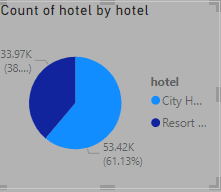 Count of hotel by hotel
33.97K
(38....)
hotel
City H...
Resort ...
53.42K
(61.13%)